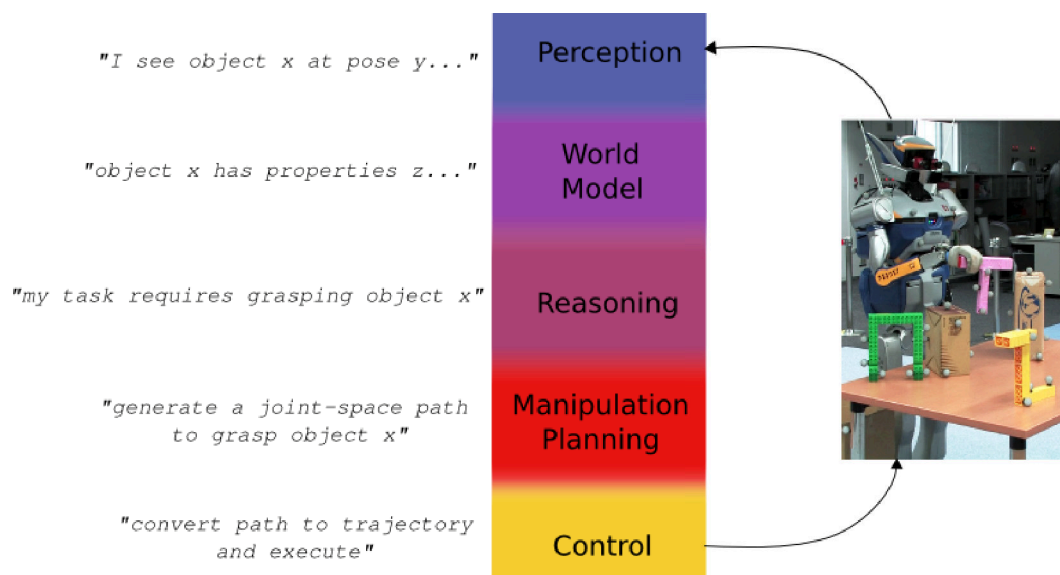 "I see object x at pose y..."
Perception
"object x has properties z..."
World
Model
"my task requires grasping object x"
Reasoning
"generate a joint-space path
to grasp object x"
Manipulation
Planning
"convert path to trajectory
and execute"
Control